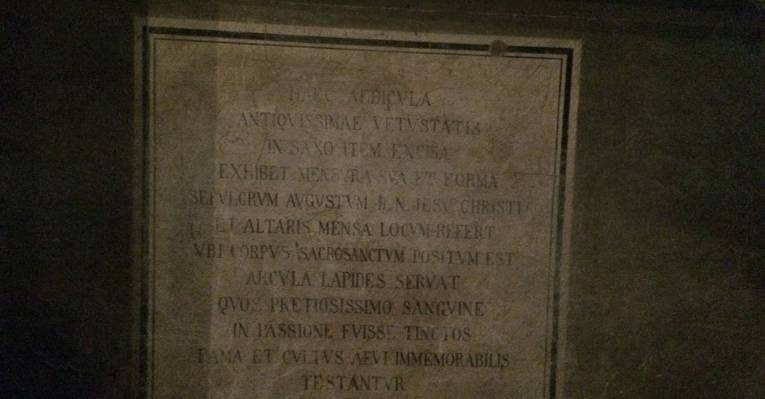 HAEC AEDICVLA
ANTIQVISSIMAE VETVSTATIS
IN SAXO ITEM EXCISA
EXHIBET MENSVRA SVA ET FORMA
SEPVLCRVM AVGVSTVM D. N. JESV CHRISTI
ET ALTARIS MENSA LOCVM REFERT
VBI CORPVS SACROSANCTVM POSITVM EST
ARCVLA LAPIDES SERVAT
QVOS PRETIOSISSIMO SANGVINE
IN PASSIONE FVISSE TINCTOS
FAMA ET CVLTVS AEVI IMMEMORABILIS
TESTANTVR